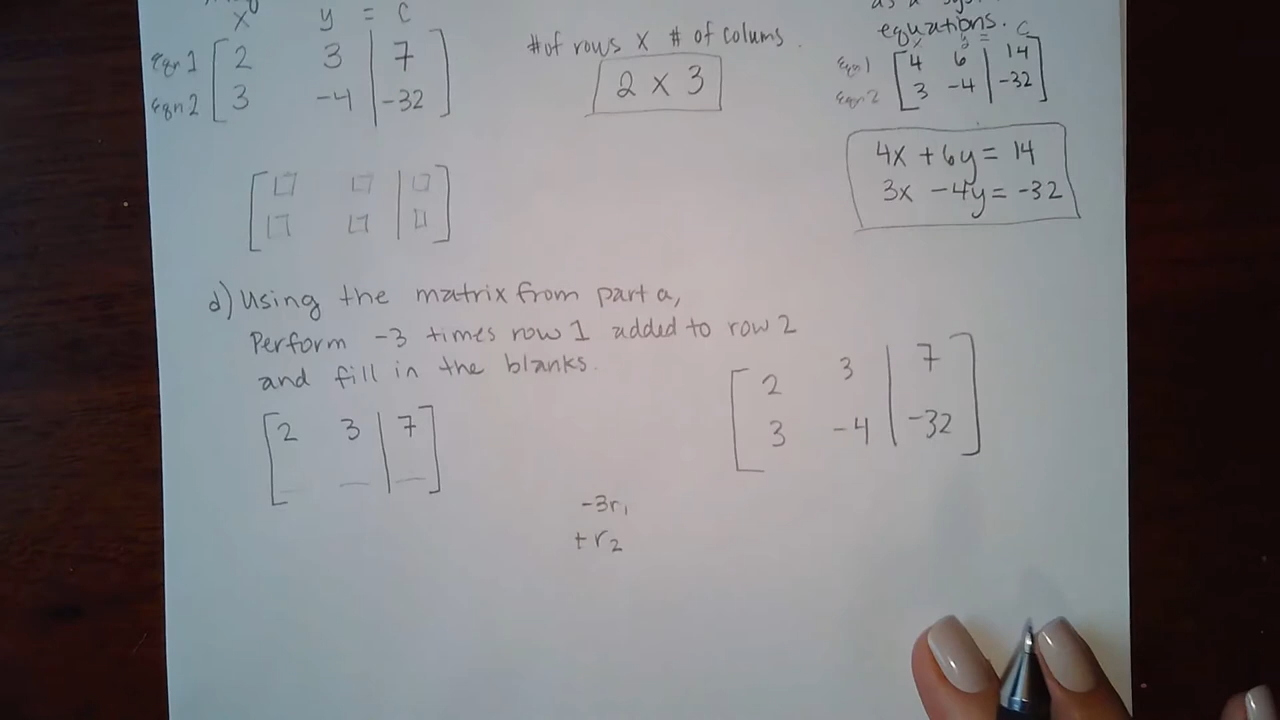 x y = C
Eqn 1 [ 2 3 | 7 ]
Eqn 2 [ 3 -4 | -32 ]
# of rows x # of colums.
2 x 3
equations.
x y = C
Eqn 1 [ 4 6 | 14 ]
Eqn 2 [ 3 -4 | -32 ]
4x + 6y = 14
3x - 4y = -32
d) Using the matrix from part a,
Perform -3 times row 1 added to row 2
and fill in the blanks.
[ 2 3 | 7 ]
[ _ _ | _ ]
[ 2 3 | 7 ]
[ 3 -4 | -32 ]
-3r₁
+ r₂